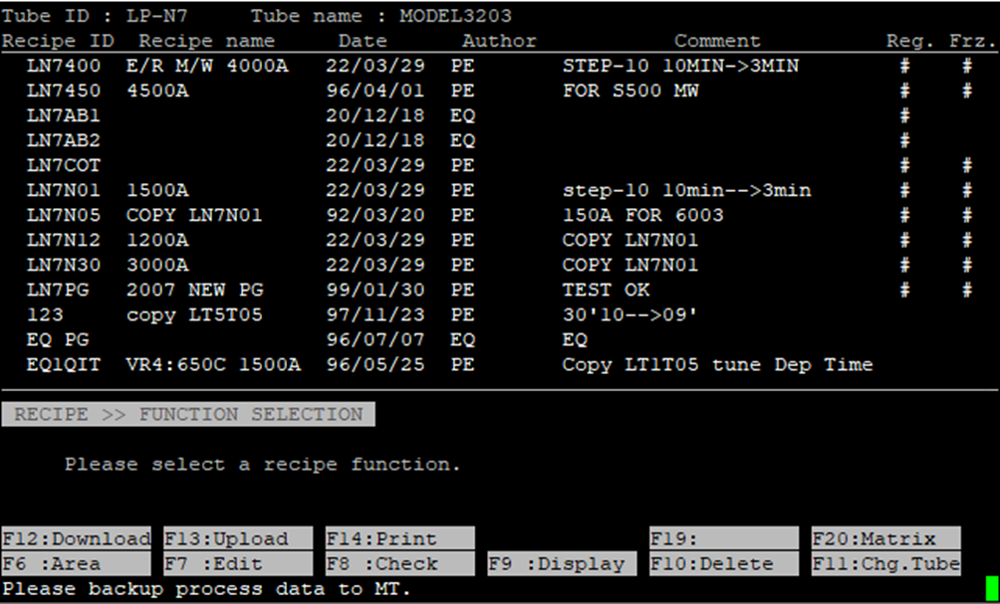 Tube ID : LP-N7 Tube name : MODEL3203
Recipe ID Recipe name Date Author Comment Reg. Frz.
LN7400 E/R M/W 4000A 22/03/29 PE STEP-10 10MIN->3MIN # #
LN7450 4500A 96/04/01 PE FOR S500 MW # #
LN7AB1 20/12/18 EQ #
LN7AB2 20/12/18 EQ #
LN7COT 22/03/29 PE # #
LN7N01 1500A 22/03/29 PE step-10 10min-->3min # #
LN7N05 COPY LN7N01 92/03/20 PE 150A FOR 6003 # #
LN7N12 1200A 22/03/29 PE COPY LN7N01 # #
LN7N30 3000A 22/03/29 PE COPY LN7N01 # #
LN7PG 2007 NEW PG 99/01/30 PE TEST OK # #
123 copy LT5T05 97/11/23 PE 30'10-->09'
EQ PG 96/07/07 EQ EQ
EQ1QIT VR4:650C 1500A 96/05/25 PE Copy LT1T05 tune Dep Time
RECIPE >> FUNCTION SELECTION
Please select a recipe function.
F12:Download F13:Upload F14:Print F19: F20:Matrix
F6 :Area F7 :Edit F8 :Check F9 :Display F10:Delete F11:Chg.Tube
Please backup process data to MT.